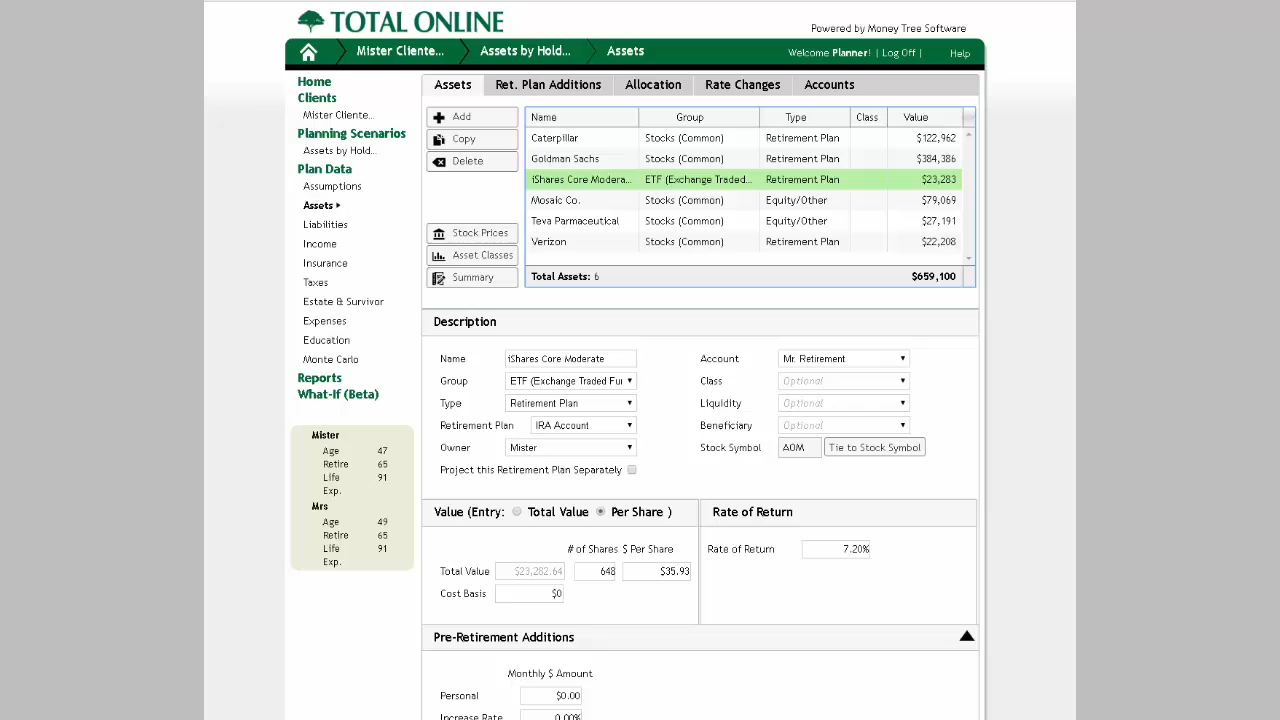 TOTAL ONLINE
Powered by Money Tree Software
Mister Cliente... Assets by Hold... Assets
Welcome Planner! | Log Off | Help
Home
Clients
Mister Cliente...
Planning Scenarios
Assets by Hold...
Plan Data
Assumptions
Assets
Liabilities
Income
Insurance
Taxes
Estate & Survivor
Expenses
Education
Monte Carlo
Reports
What-If (Beta)
Mister
Age 47
Retire 65
Life 91
Exp.
Mrs
Age 49
Retire 65
Life 91
Exp.
Assets Ret. Plan Additions Allocation Rate Changes Accounts
Add
Copy
Delete
Stock Prices
Asset Classes
Summary
Name Group Type Class Value
Caterpillar Stocks (Common) Retirement Plan $122,962
Goldman Sachs Stocks (Common) Retirement Plan $384,386
iShares Core Modera... ETF (Exchange Traded... Retirement Plan $23,283
Mosaic Co. Stocks (Common) Equity/Other $79,069
Teva Parmaceutical Stocks (Common) Equity/Other $27,191
Verizon Stocks (Common) Retirement Plan $22,208
Total Assets: 6 $659,100
Description
Name iShares Core Moderate Account Mr. Retirement
Group ETF (Exchange Traded Fu Class Optional
Type Retirement Plan Liquidity Optional
Retirement Plan IRA Account Beneficiary Optional
Owner Mister Stock Symbol AOM Tie to Stock Symbol
Project this Retirement Plan Separately
Value (Entry: Total Value Per Share ) Rate of Return
# of Shares $ Per Share Rate of Return 7.20%
Total Value $23,282.64 648 $35.93
Cost Basis $0
Pre-Retirement Additions
Monthly $ Amount
Personal $0.00
Increase Rate 0.00%